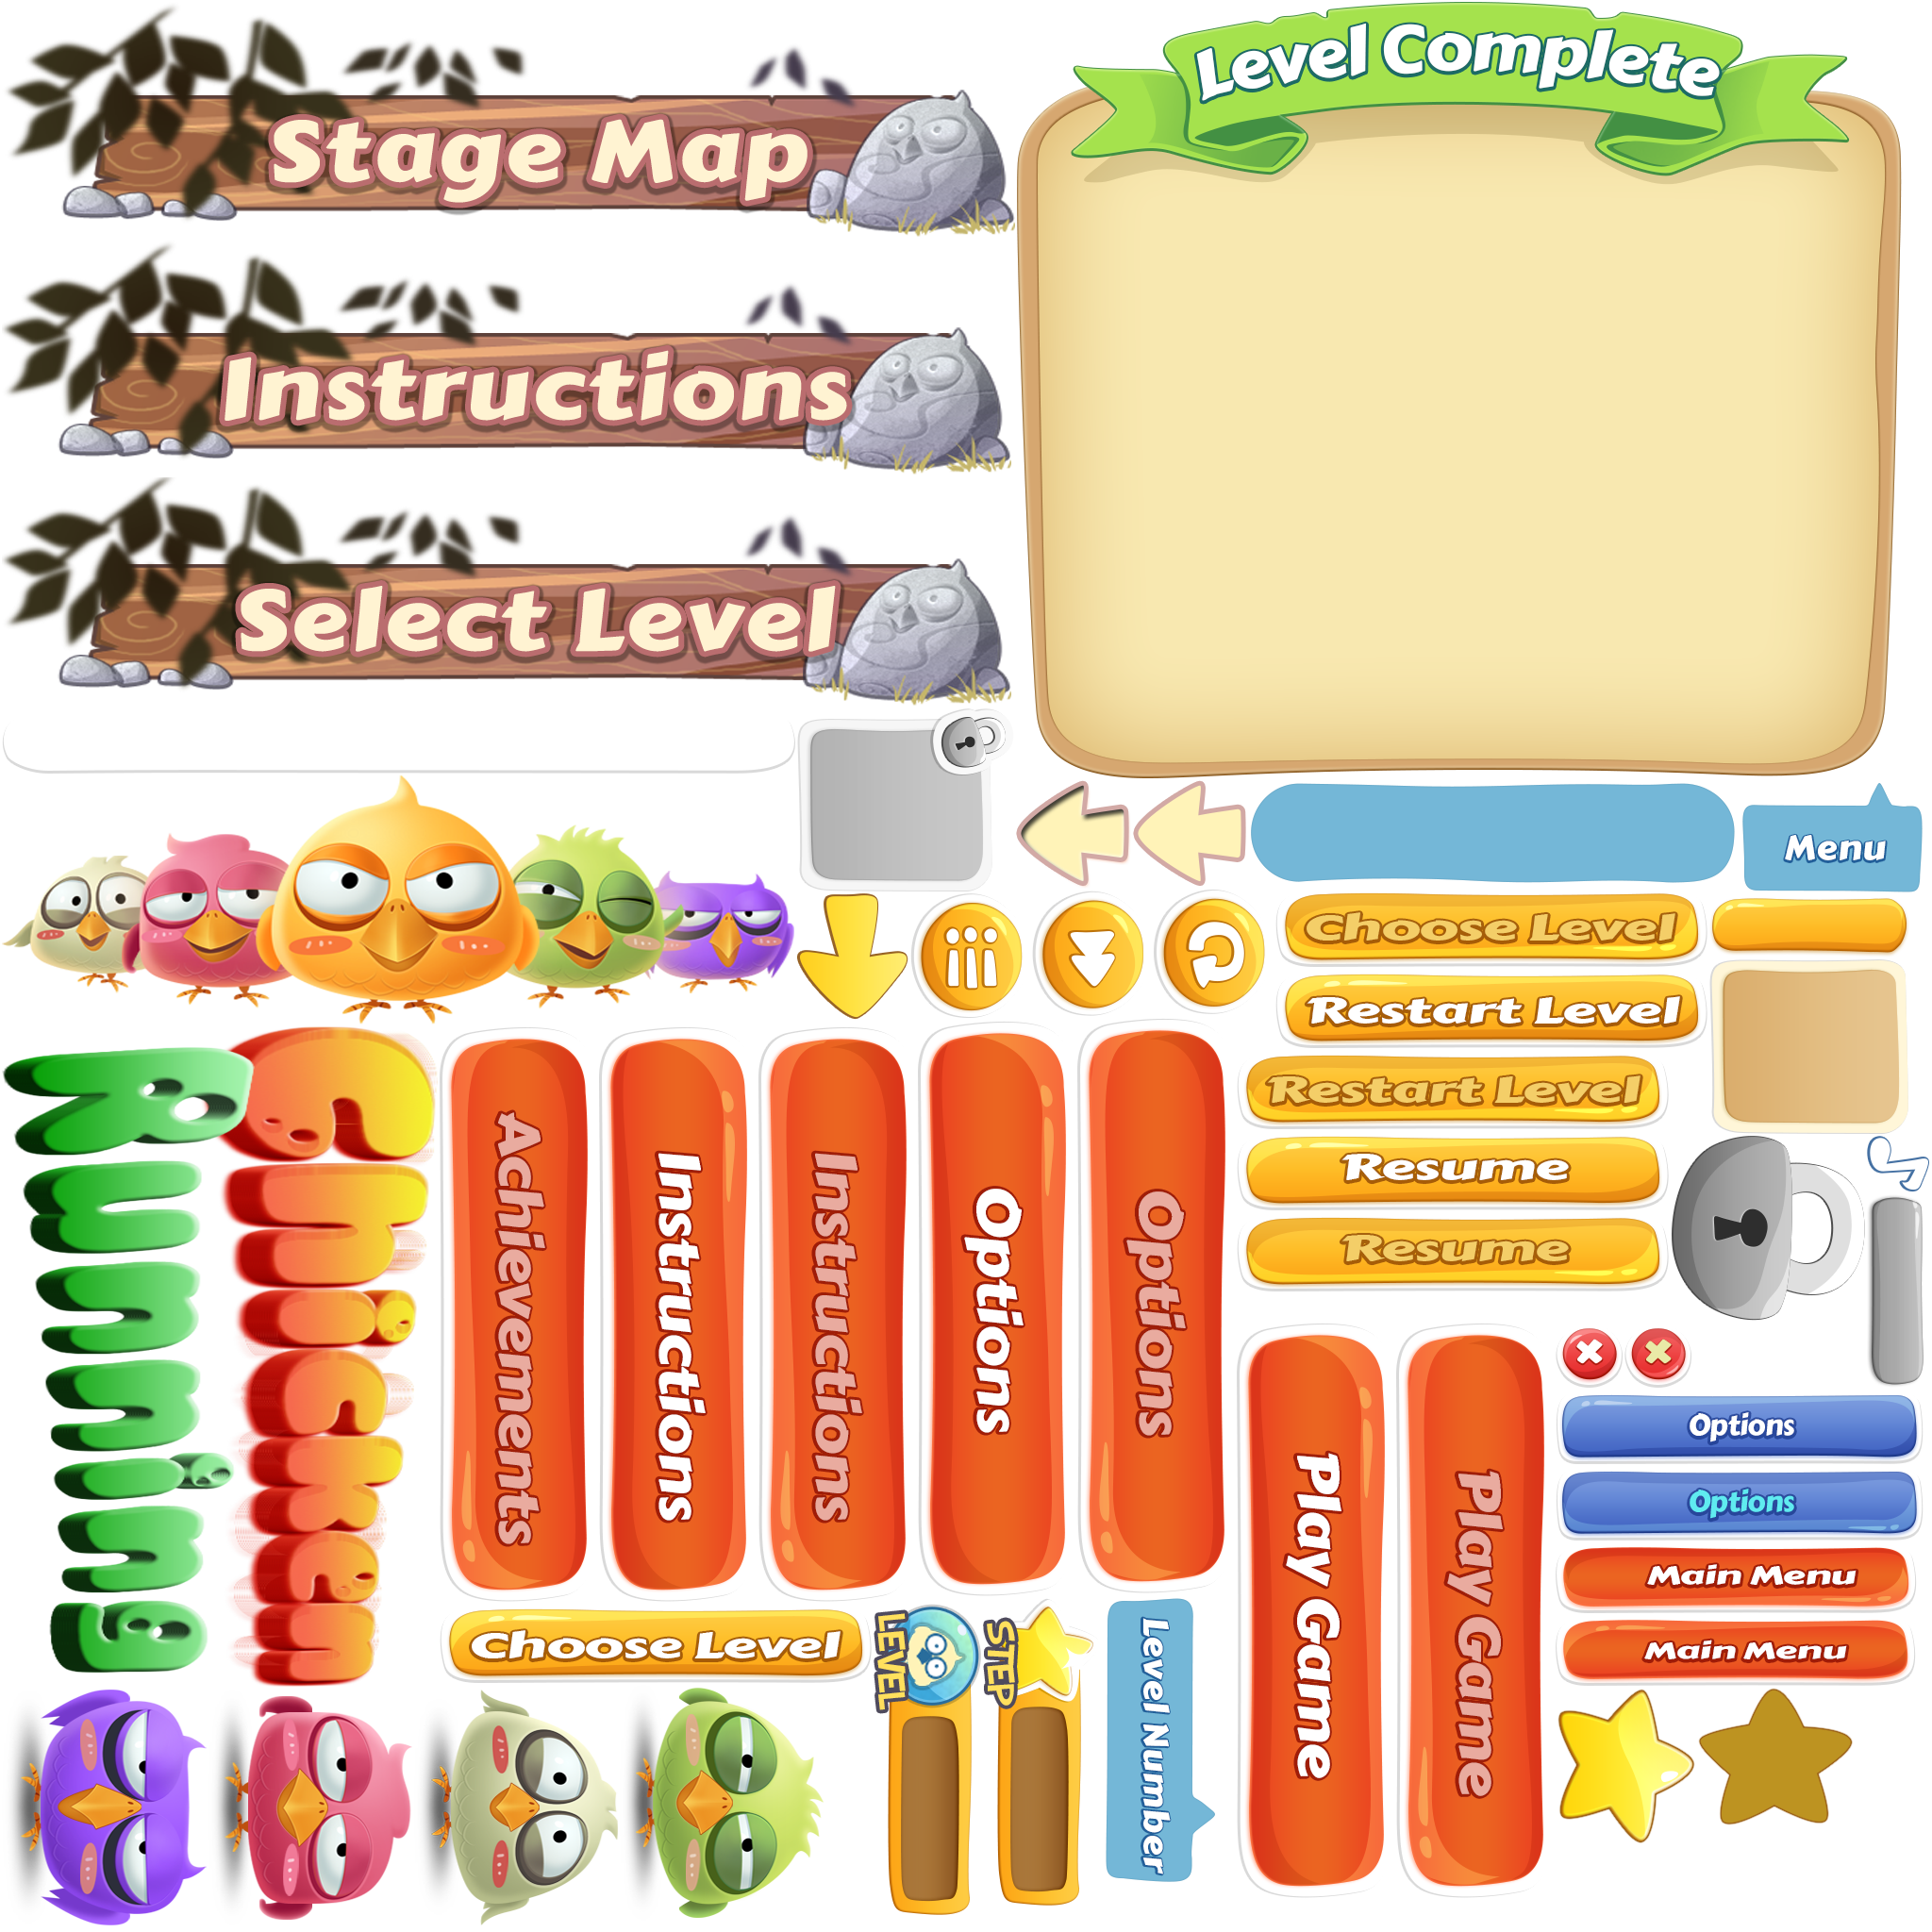 Stage Map
Level Complete
Instructions
Select Level
Menu
Choose Level
Restart Level
Restart Level
Resume
Resume
Running
Chicken
Achievements
Instructions
Instructions
Options
Options
Play Game
Play Game
Options
Options
Main Menu
Main Menu
Choose Level
LEVEL
STEP
Level Number